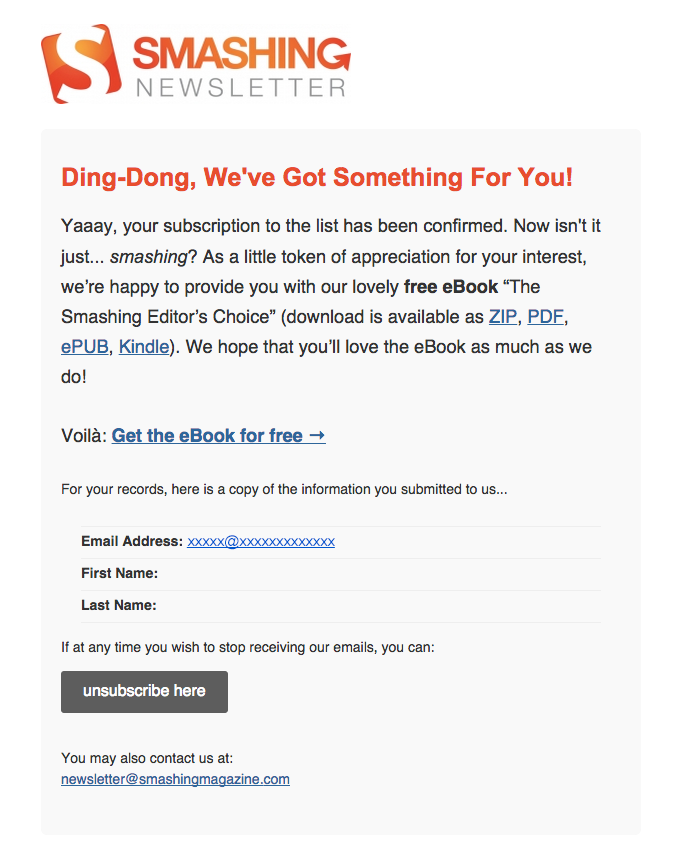 SMASHING
NEWSLETTER
Ding-Dong, We've Got Something For You!
Yaaay, your subscription to the list has been confirmed. Now isn't it
just... smashing? As a little token of appreciation for your interest,
we’re happy to provide you with our lovely free eBook “The
Smashing Editor’s Choice” (download is available as ZIP, PDF,
ePUB, Kindle). We hope that you’ll love the eBook as much as we
do!
Voilà: Get the eBook for free →
For your records, here is a copy of the information you submitted to us...
Email Address: xxxxx@xxxxxxxxxxxxx
First Name:
Last Name:
If at any time you wish to stop receiving our emails, you can:
unsubscribe here
You may also contact us at:
newsletter@smashingmagazine.com